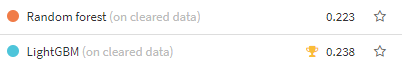 Random forest (on cleared data) 0.223
LightGBM (on cleared data) 0.238